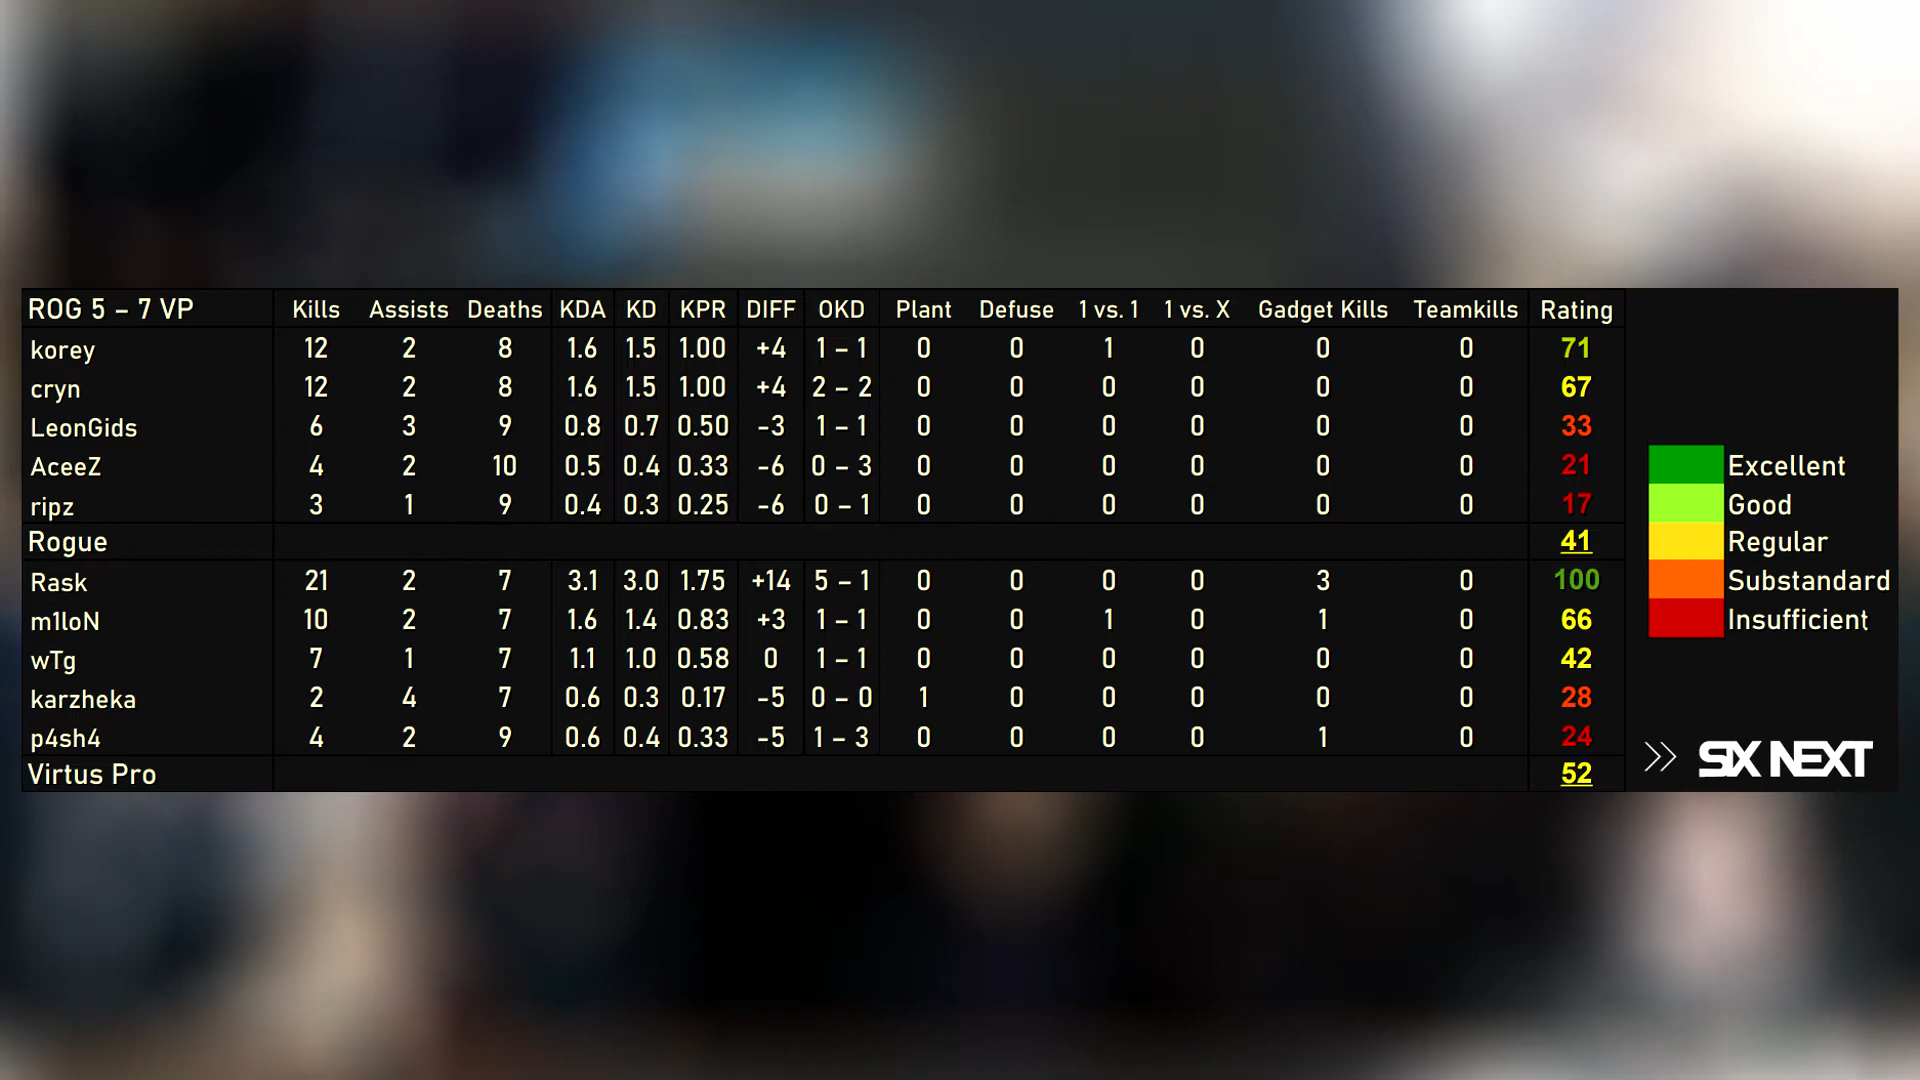 ROG 5 – 7 VP Kills Assists Deaths KDA KD KPR DIFF OKD Plant Defuse 1 vs. 1 1 vs. X Gadget Kills Teamkills Rating
korey 12 2 8 1.6 1.5 1.00 +4 1 – 1 0 0 1 0 0 0 71
cryn 12 2 8 1.6 1.5 1.00 +4 2 – 2 0 0 0 0 0 0 67
LeonGids 6 3 9 0.8 0.7 0.50 -3 1 – 1 0 0 0 0 0 0 33
AceeZ 4 2 10 0.5 0.4 0.33 -6 0 – 3 0 0 0 0 0 0 21
ripz 3 1 9 0.4 0.3 0.25 -6 0 – 1 0 0 0 0 0 0 17
Rogue 41
Rask 21 2 7 3.1 3.0 1.75 +14 5 – 1 0 0 0 0 3 0 100
m1loN 10 2 7 1.6 1.4 0.83 +3 1 – 1 0 0 1 0 1 0 66
wTg 7 1 7 1.1 1.0 0.58 0 1 – 1 0 0 0 0 0 0 42
karzheka 2 4 7 0.6 0.3 0.17 -5 0 – 0 1 0 0 0 0 0 28
p4sh4 4 2 9 0.6 0.4 0.33 -5 1 – 3 0 0 0 0 1 0 24
Virtus Pro 52
Excellent
Good
Regular
Substandard
Insufficient
SIX NEXT